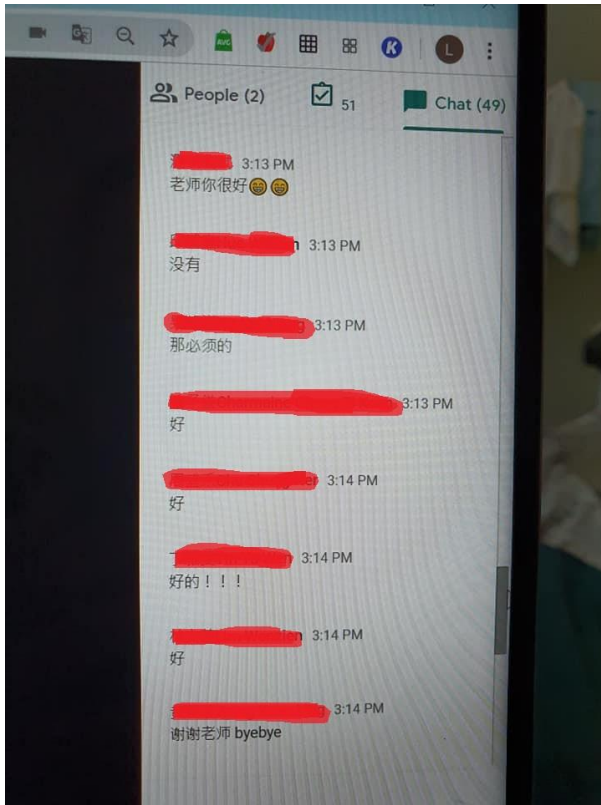 AVG
K
L
People (2)
51
Chat (49)
3:13 PM
老师你很好😁😁
3:13 PM
没有
3:13 PM
那必须的
3:13 PM
好
3:14 PM
好
3:14 PM
好的！！！
3:14 PM
好
3:14 PM
谢谢老师 byebye